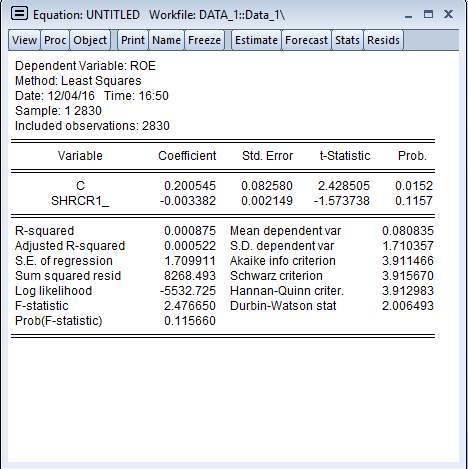 Equation: UNTITLED Workfile: DATA_1::Data_1\
View Proc Object Print Name Freeze Estimate Forecast Stats Resids
Dependent Variable: ROE
Method: Least Squares
Date: 12/04/16 Time: 16:50
Sample: 1 2830
Included observations: 2830
Variable Coefficient Std. Error t-Statistic Prob.
C 0.200545 0.082580 2.428505 0.0152
SHRCR1_ -0.003382 0.002149 -1.573738 0.1157
R-squared 0.000875 Mean dependent var 0.080835
Adjusted R-squared 0.000522 S.D. dependent var 1.710357
S.E. of regression 1.709911 Akaike info criterion 3.911466
Sum squared resid 8268.493 Schwarz criterion 3.915670
Log likelihood -5532.725 Hannan-Quinn criter. 3.912983
F-statistic 2.476650 Durbin-Watson stat 2.006493
Prob(F-statistic) 0.115660